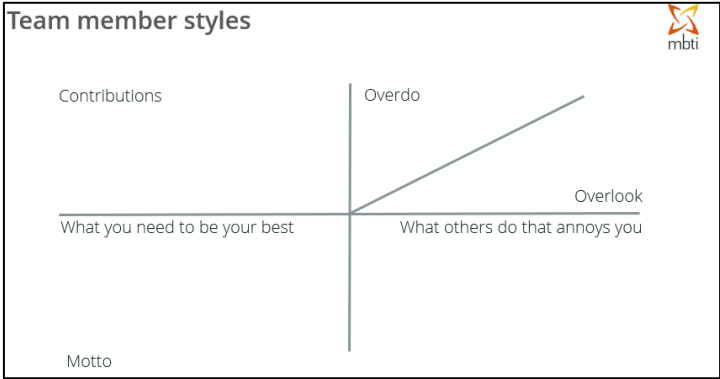 Team member styles
mbti
Contributions
Overdo
Overlook
What you need to be your best
What others do that annoys you
Motto